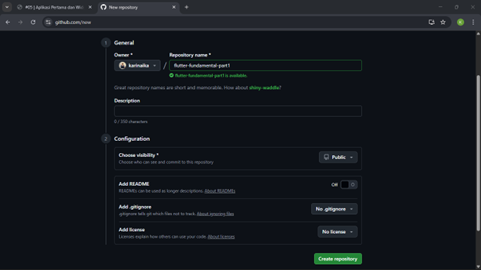 #05 | Aplikasi Pertama dan Wid
New repository
github.com/new
1 General
Owner *
Repository name *
karinaika
/
flutter-fundamental-part1
flutter-fundamental-part1 is available.
Great repository names are short and memorable. How about shiny-waddle?
Description
0 / 350 characters
2 Configuration
Choose visibility *
Choose who can see and commit to this repository
Public
Add README
READMEs can be used as longer descriptions. About READMEs
Off
Add .gitignore
.gitignore tells git which files not to track. About ignoring files
No .gitignore
Add license
Licenses explain how others can use your code. About licenses
No license
Create repository